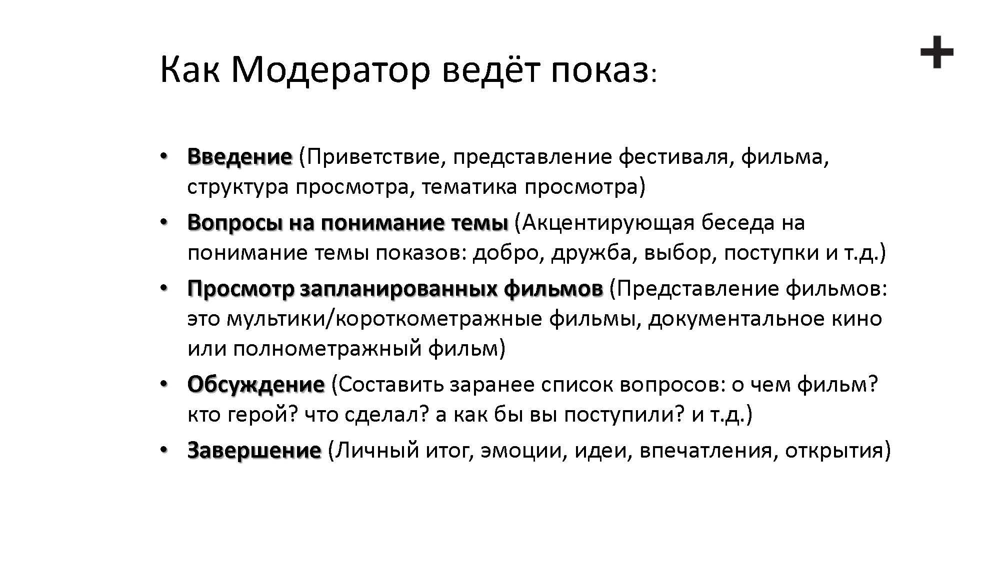 Как Модератор ведёт показ:
• Введение (Приветствие, представление фестиваля, фильма,
структура просмотра, тематика просмотра)
• Вопросы на понимание темы (Акцентирующая беседа на
понимание темы показов: добро, дружба, выбор, поступки и т.д.)
• Просмотр запланированных фильмов (Представление фильмов:
это мультики/короткометражные фильмы, документальное кино
или полнометражный фильм)
• Обсуждение (Составить заранее список вопросов: о чем фильм?
кто герой? что сделал? а как бы вы поступили? и т.д.)
• Завершение (Личный итог, эмоции, идеи, впечатления, открытия)